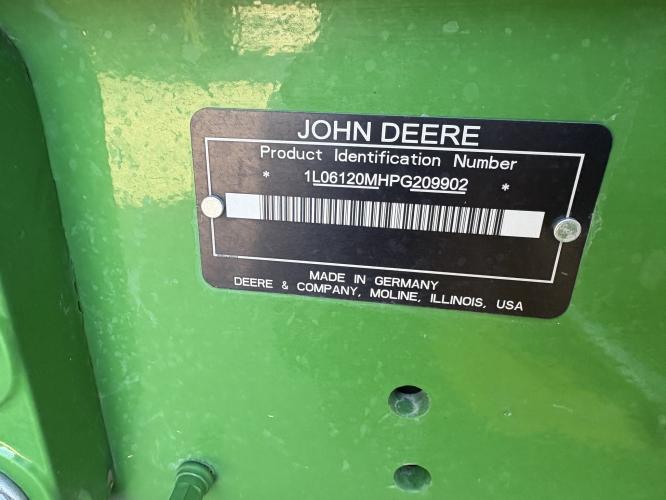 JOHN DEERE
Product Identification Number
* 1L06120MHPG209902 *
MADE IN GERMANY
DEERE & COMPANY, MOLINE, ILLINOIS, USA